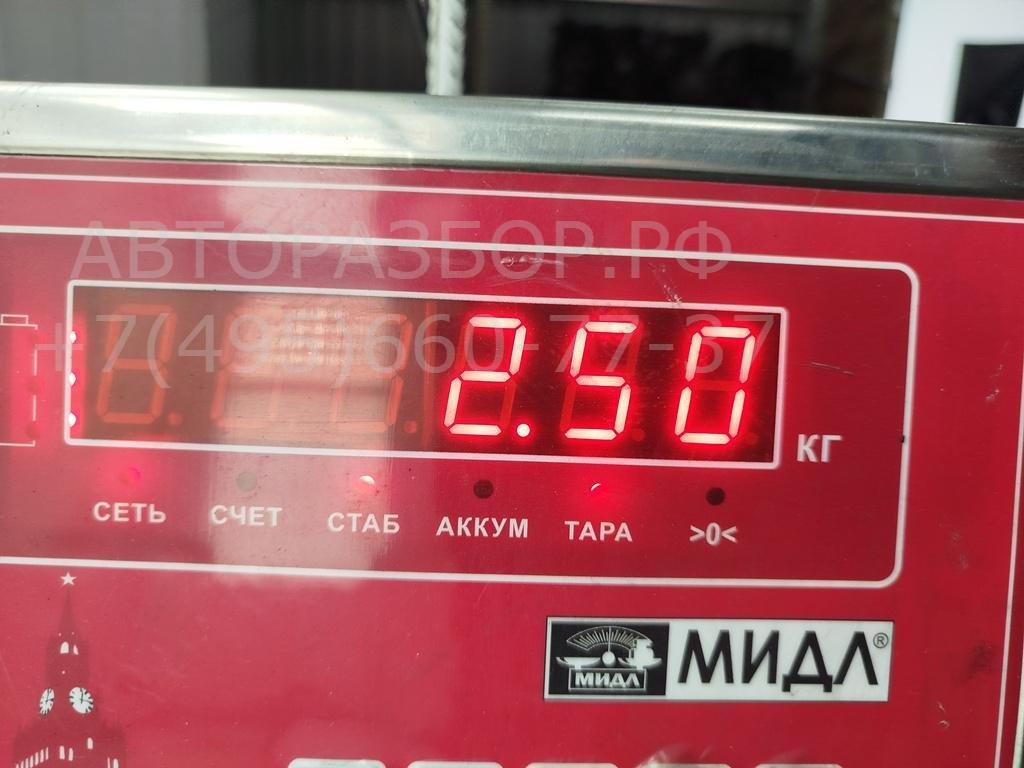 АВТОРАЗБОР.РФ
+7(495)660-77-37
2.50
КГ
СЕТЬ СЧЕТ СТАБ АККУМ ТАРА >0<
МИДЛ МИДЛ®